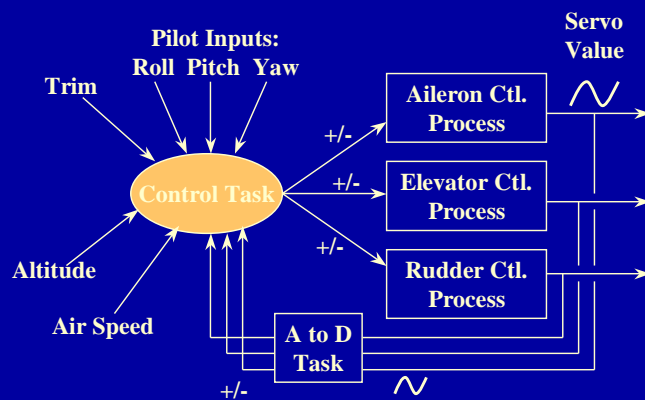 Servo
Value
Pilot Inputs:
Roll Pitch Yaw
Trim
Aileron Ctl.
Process
+/-
Control Task
+/-
Elevator Ctl.
Process
+/-
Altitude
Rudder Ctl.
Process
Air Speed
A to D
Task
+/-